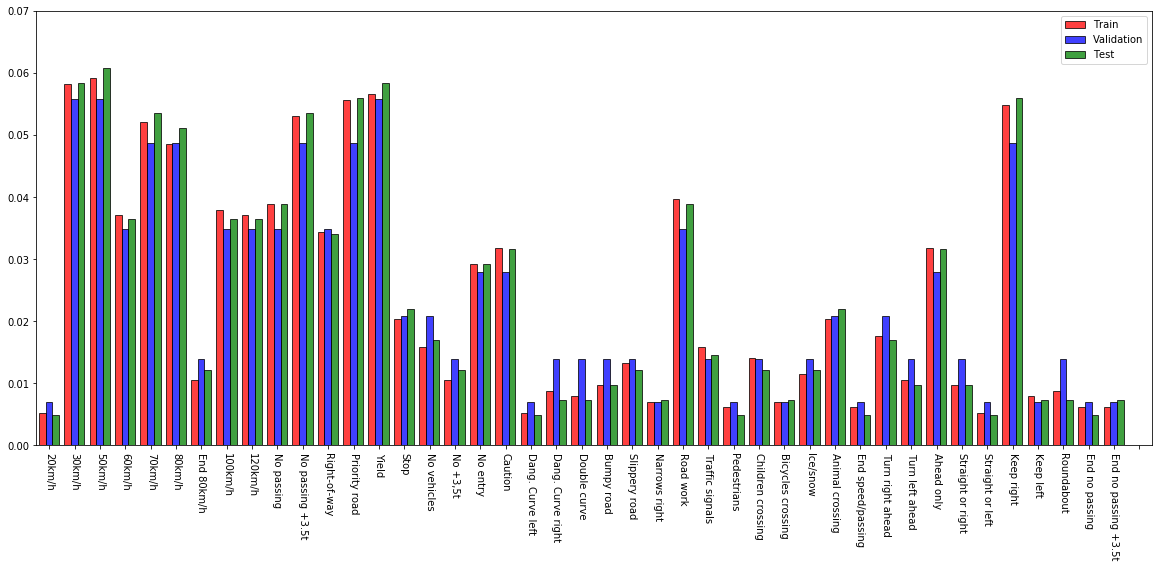 0.07
0.06
0.05
0.04
0.03
0.02
0.01
0.00
Train
Validation
Test
20km/h
30km/h
50km/h
60km/h
70km/h
80km/h
End 80km/h
100km/h
120km/h
No passing
No passing +3.5t
Right-of-way
Priority road
Yield
Stop
No vehicles
No +3,5t
No entry
Caution
Dang. Curve left
Dang. Curve right
Double curve
Bumpy road
Slippery road
Narrows right
Road work
Traffic signals
Pedestrians
Children crossing
Bicycles crossing
Ice/snow
Animal crossing
End speed/passing
Turn right ahead
Turn left ahead
Ahead only
Straight or right
Straight or left
Keep right
Keep left
Roundabout
End no passing
End no passing +3.5t